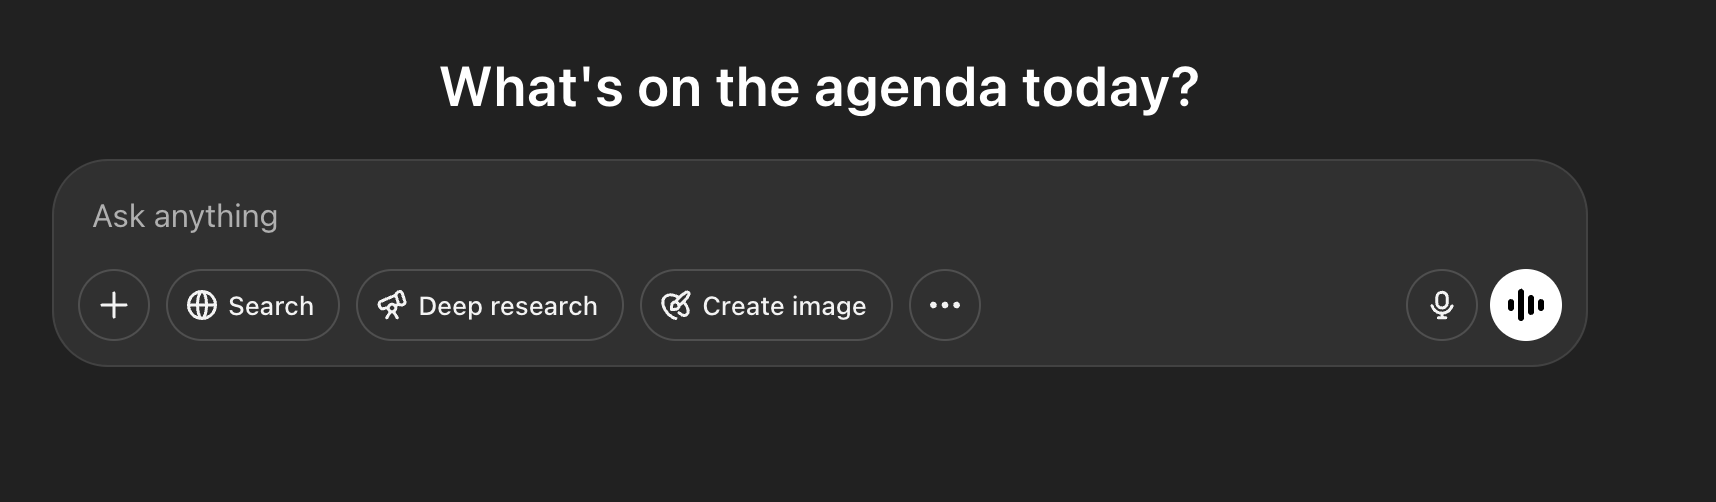 What's on the agenda today?
Ask anything
Search
Deep research
Create image